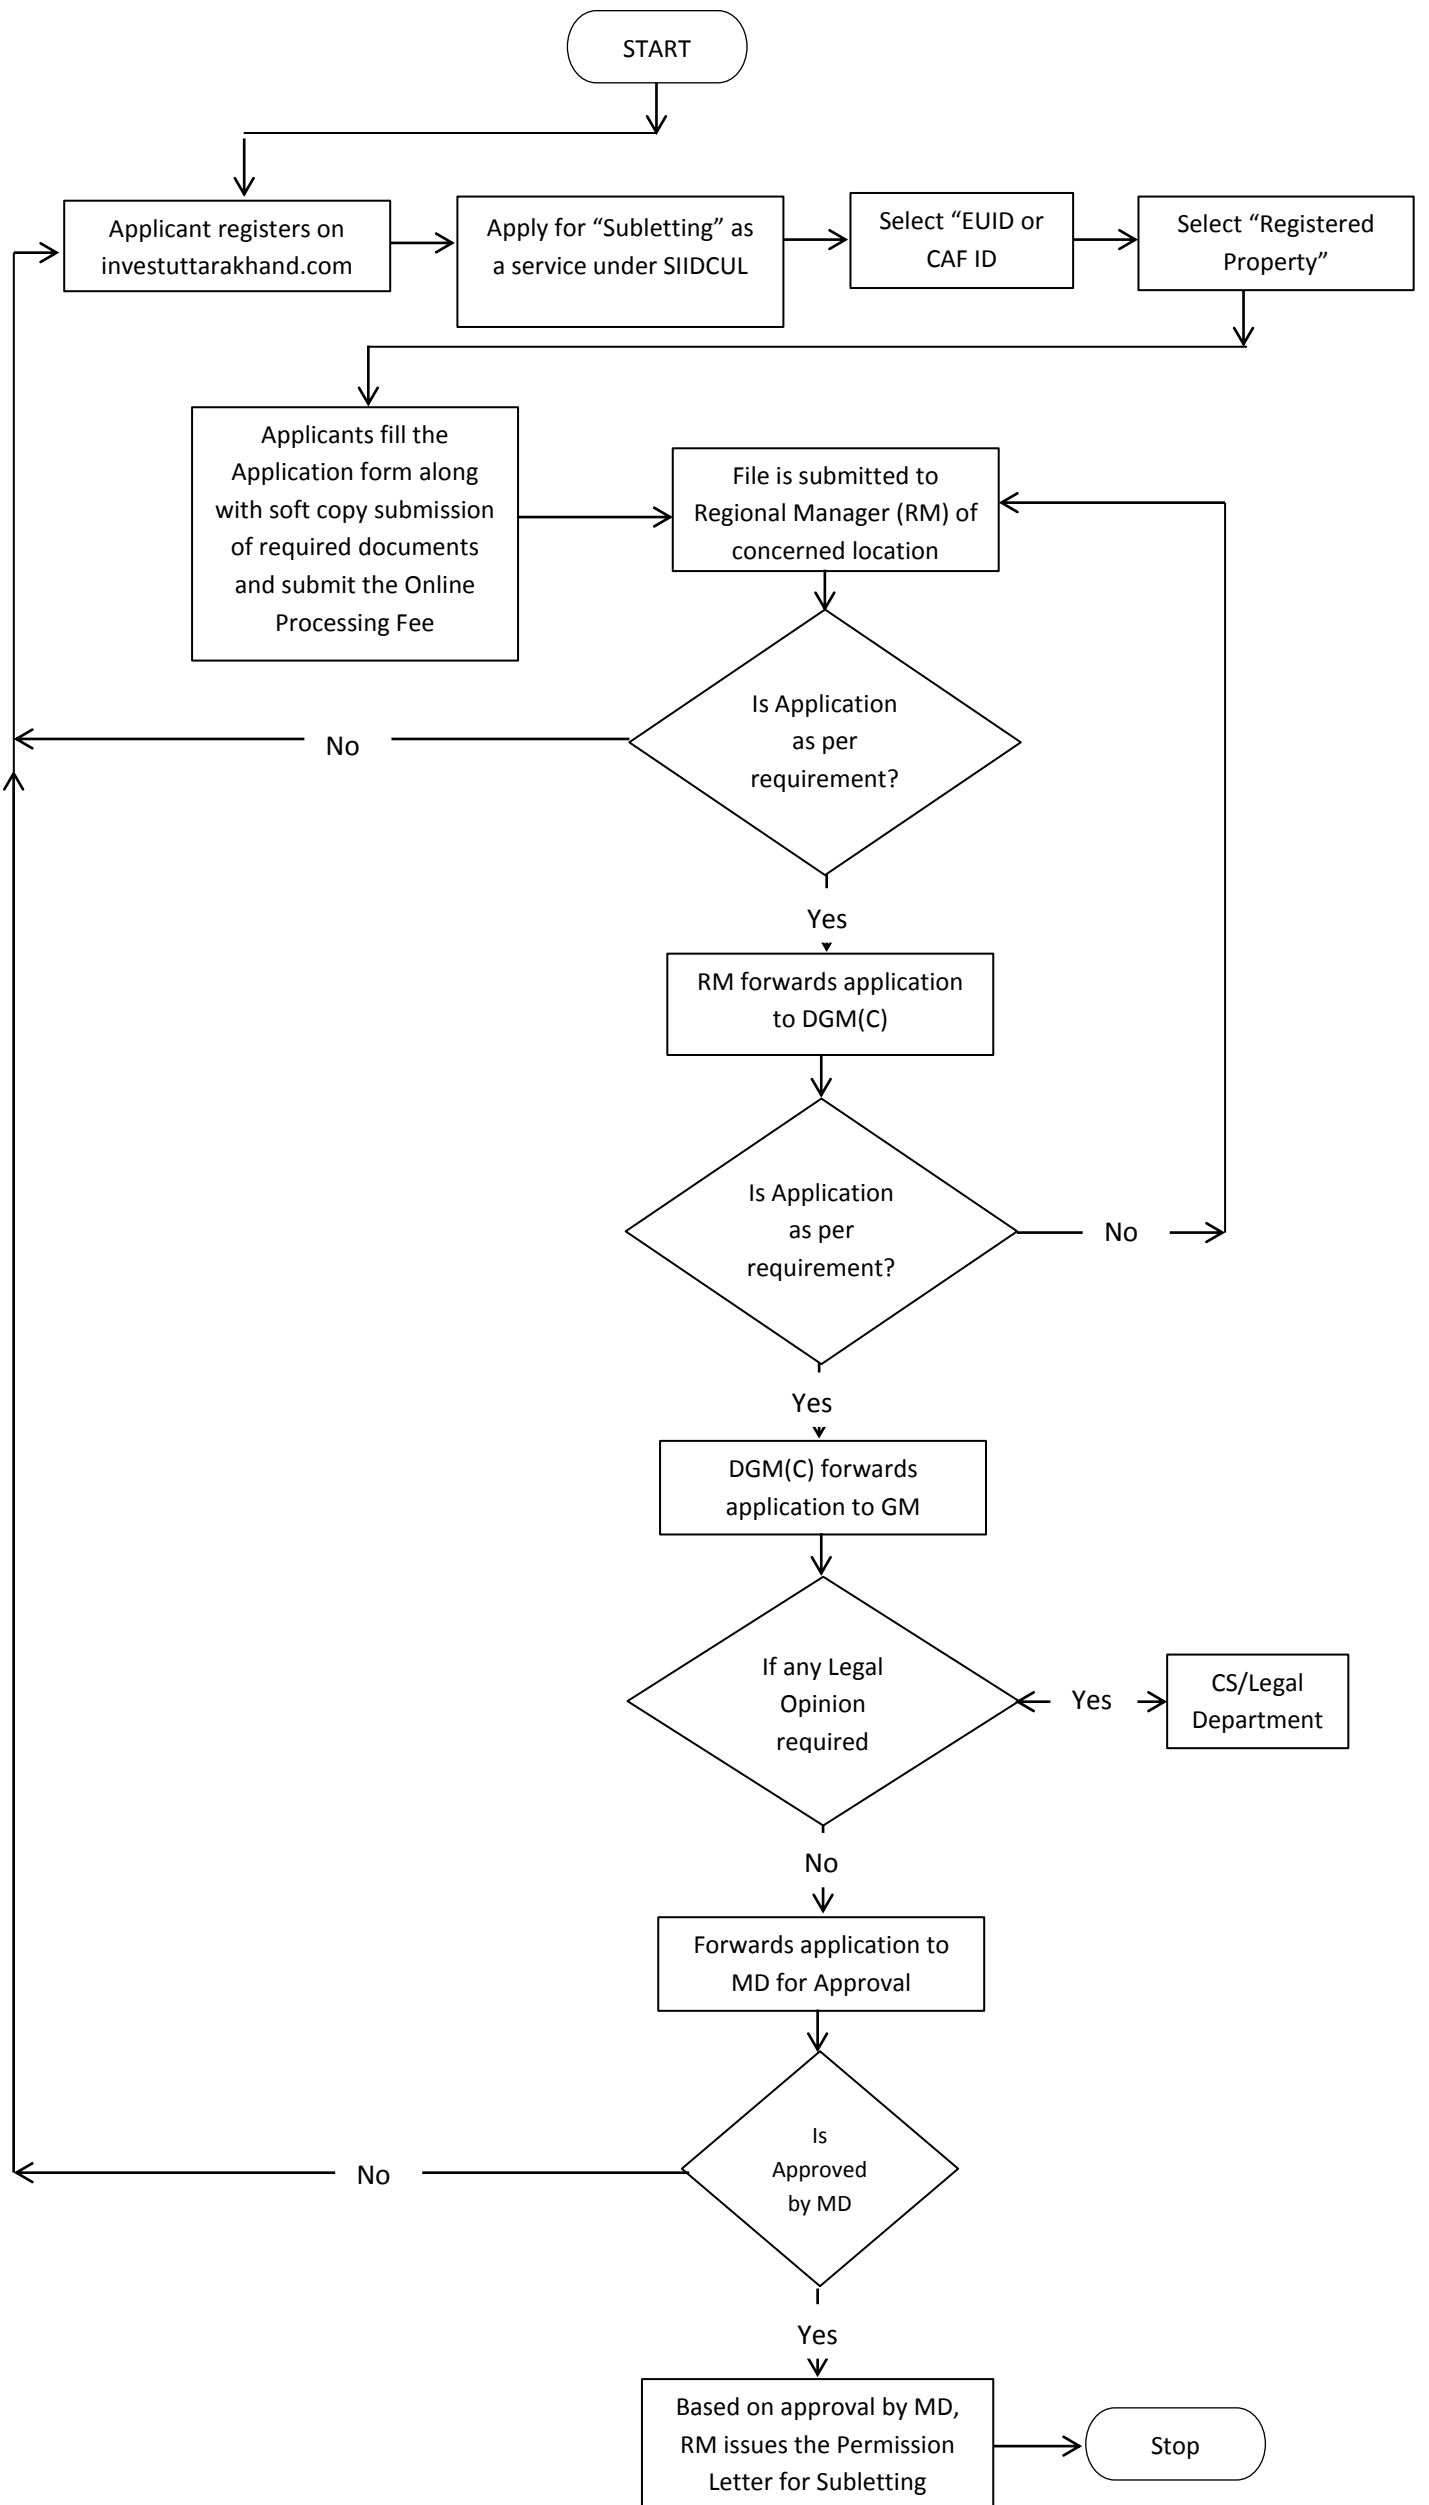 START
Applicant registers on
investuttarakhand.com
Apply for “Subletting” as
a service under SIIDCUL
Select “EUID or
CAF ID
Select “Registered
Property”
Applicants fill the
Application form along
with soft copy submission
of required documents
and submit the Online
Processing Fee
File is submitted to
Regional Manager (RM) of
concerned location
Is Application
as per
requirement?
No
Yes
RM forwards application
to DGM(C)
Is Application
as per
requirement?
No
Yes
DGM(C) forwards
application to GM
If any Legal
Opinion
required
Yes
CS/Legal
Department
No
Forwards application to
MD for Approval
Is
Approved
by MD
No
Yes
Based on approval by MD,
RM issues the Permission
Letter for Subletting
Stop